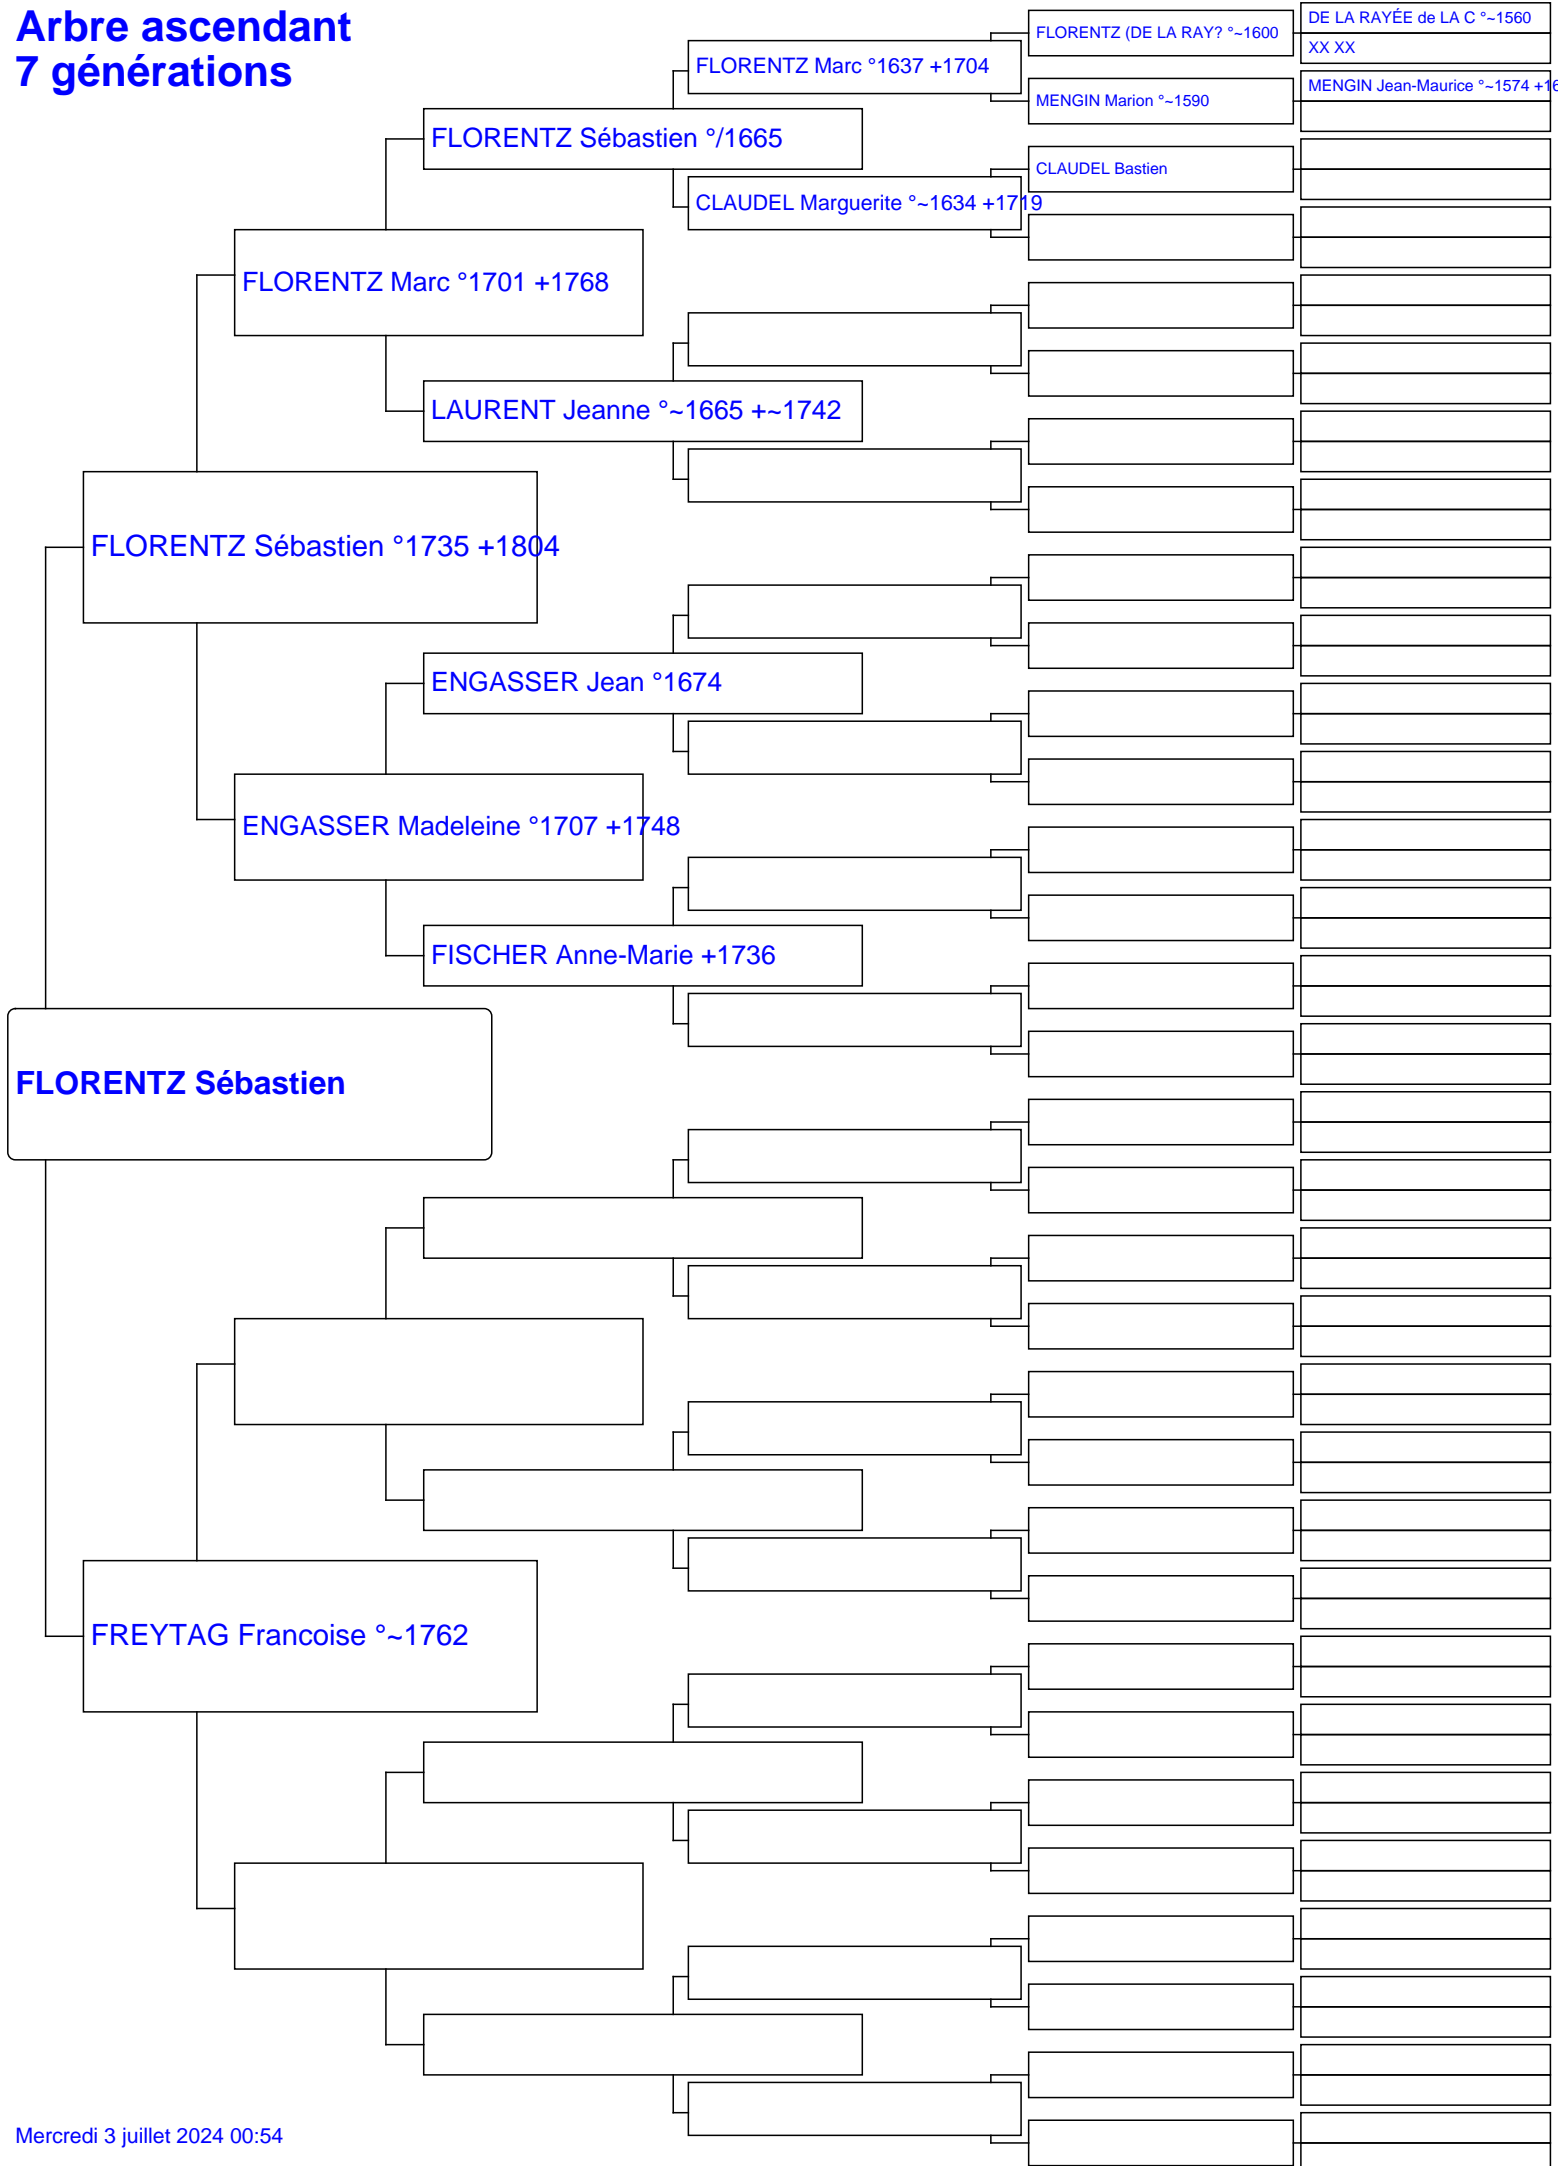 Arbre ascendant
7 générations
FLORENTZ (DE LA RAY? °~1600
DE LA RAYÉE de LA C °~1560
XX XX
FLORENTZ Marc °1637 +1704
MENGIN Marion °~1590
MENGIN Jean-Maurice °~1574
FLORENTZ Sébastien °/1665
CLAUDEL Bastien
CLAUDEL Marguerite °~1634 +1719
FLORENTZ Marc °1701 +1768
LAURENT Jeanne °~1665 +~1742
FLORENTZ Sébastien °1735 +1804
ENGASSER Jean °1674
ENGASSER Madeleine °1707 +1748
FISCHER Anne-Marie +1736
FLORENTZ Sébastien
FREYTAG Francoise °~1762
Mercredi 3 juillet 2024 00:54